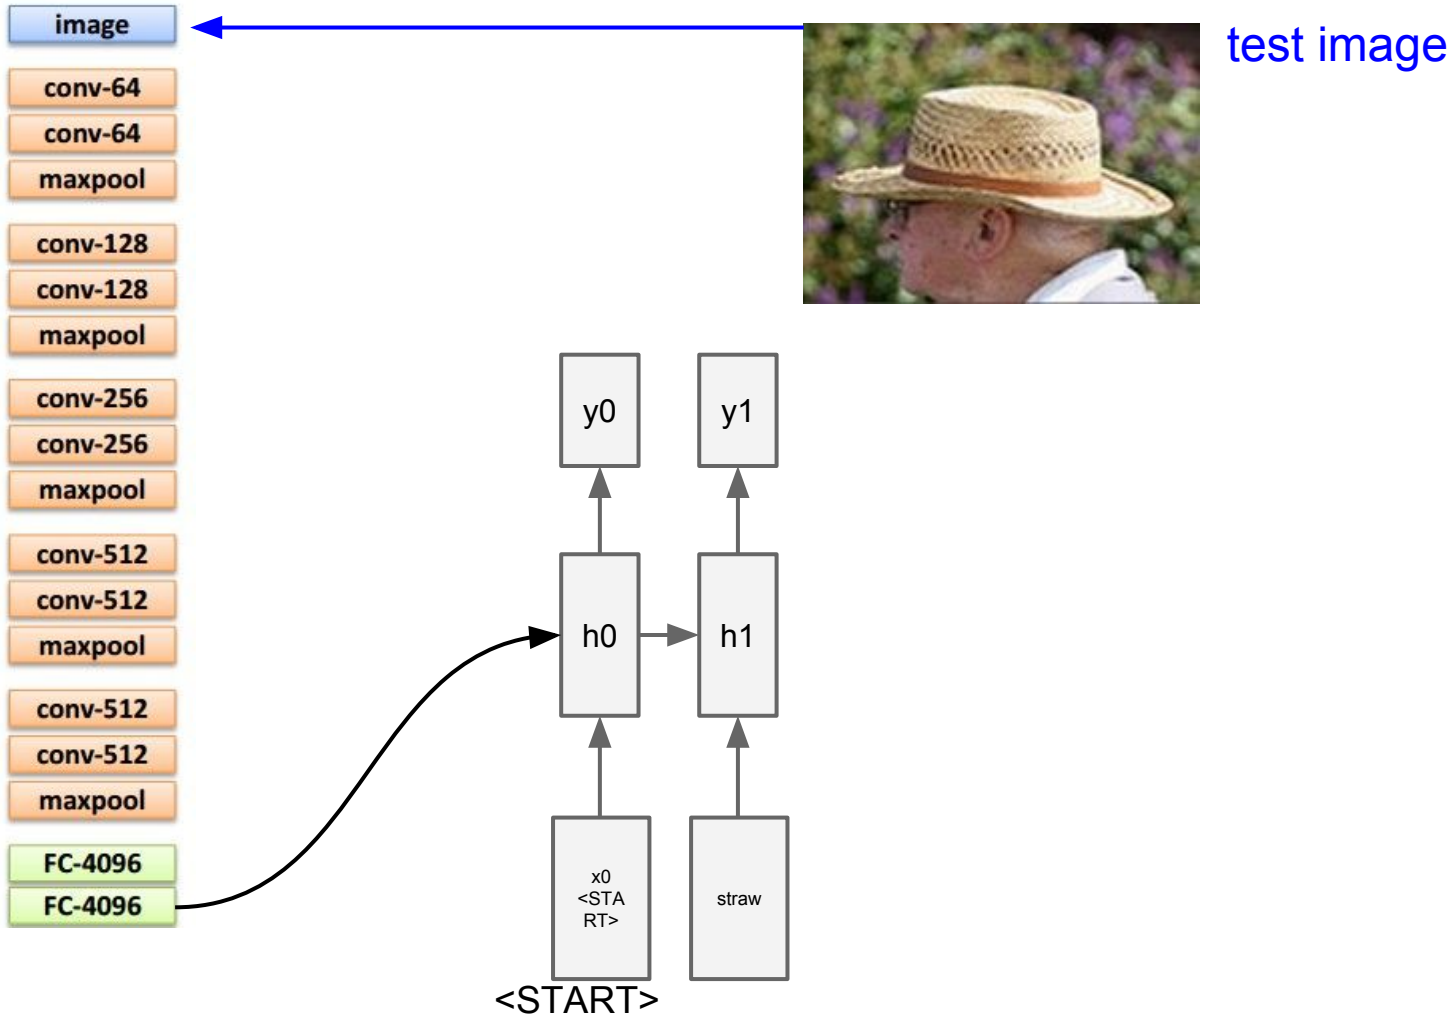 image
test image
conv-64
conv-64
maxpool
conv-128
conv-128
maxpool
conv-256
conv-256
maxpool
conv-512
conv-512
maxpool
conv-512
conv-512
maxpool
FC-4096
FC-4096
y0
y1
h0
h1
x0
<STA
RT>
straw
<START>